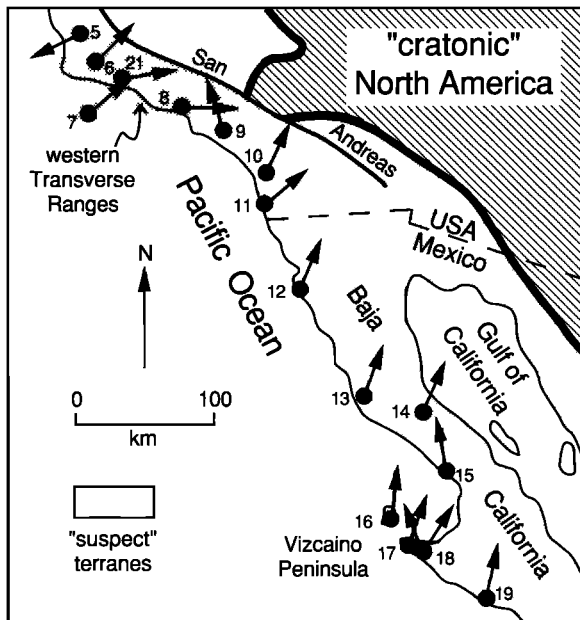 "cratonic"
North America
5
6
21
San
7
8
9
western
Transverse
Ranges
10
Andreas
11
Pacific Ocean
USA
Mexico
N
12
Baja
Gulf of
California
0 100
km
13
14
15
"suspect"
terranes
16
17
18
Vizcaino
Peninsula
California
19